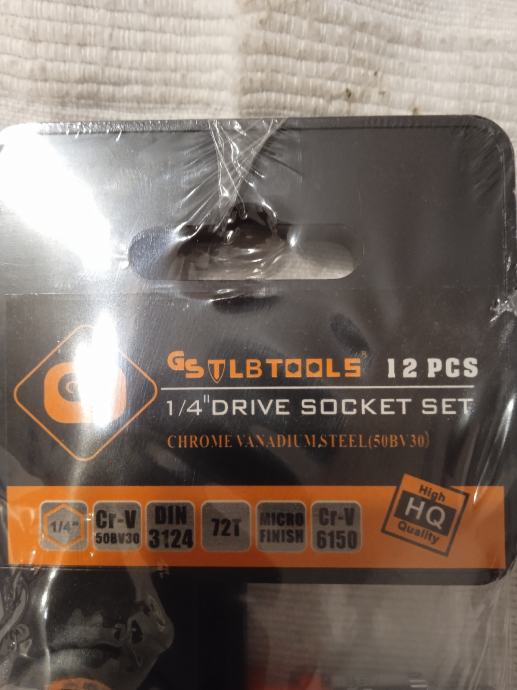 GSTLBTOOLS® 12 PCS
1/4" DRIVE SOCKET SET
CHROME VANADIUM,STEEL(50BV30)
1/4" Cr-V 50BV30 DIN 3124 72T MICRO FINISH Cr-V 6150
High
HQ
Quality